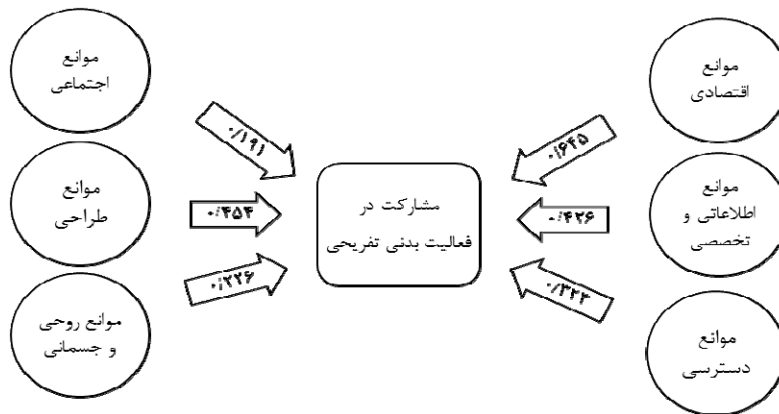 موانع
اقتصادی
۰/۶۴۵
موانع
اطلاعاتی و
تخصصی
۰/۴۲۶
موانع
دسترسی
۰/۳۲۲
مشارکت در
فعالیت بدنی تفریحی
موانع
اجتماعی
۰/۱۹۱
موانع
طراحی
۰/۴۵۴
موانع روحی
و جسمانی
۰/۲۲۶